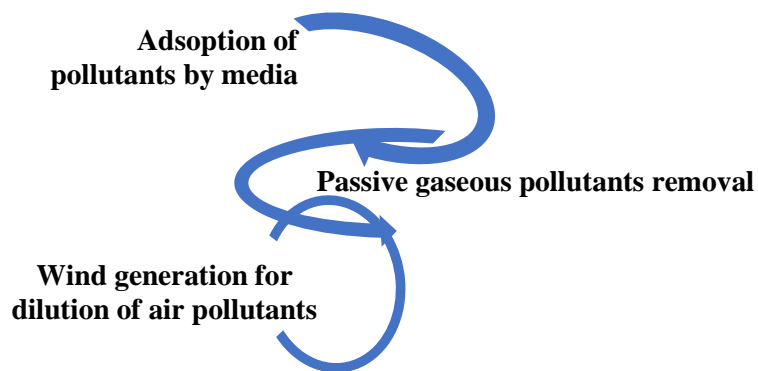 Adsoption of
pollutants by media
Passive gaseous pollutants removal
Wind generation for
dilution of air pollutants